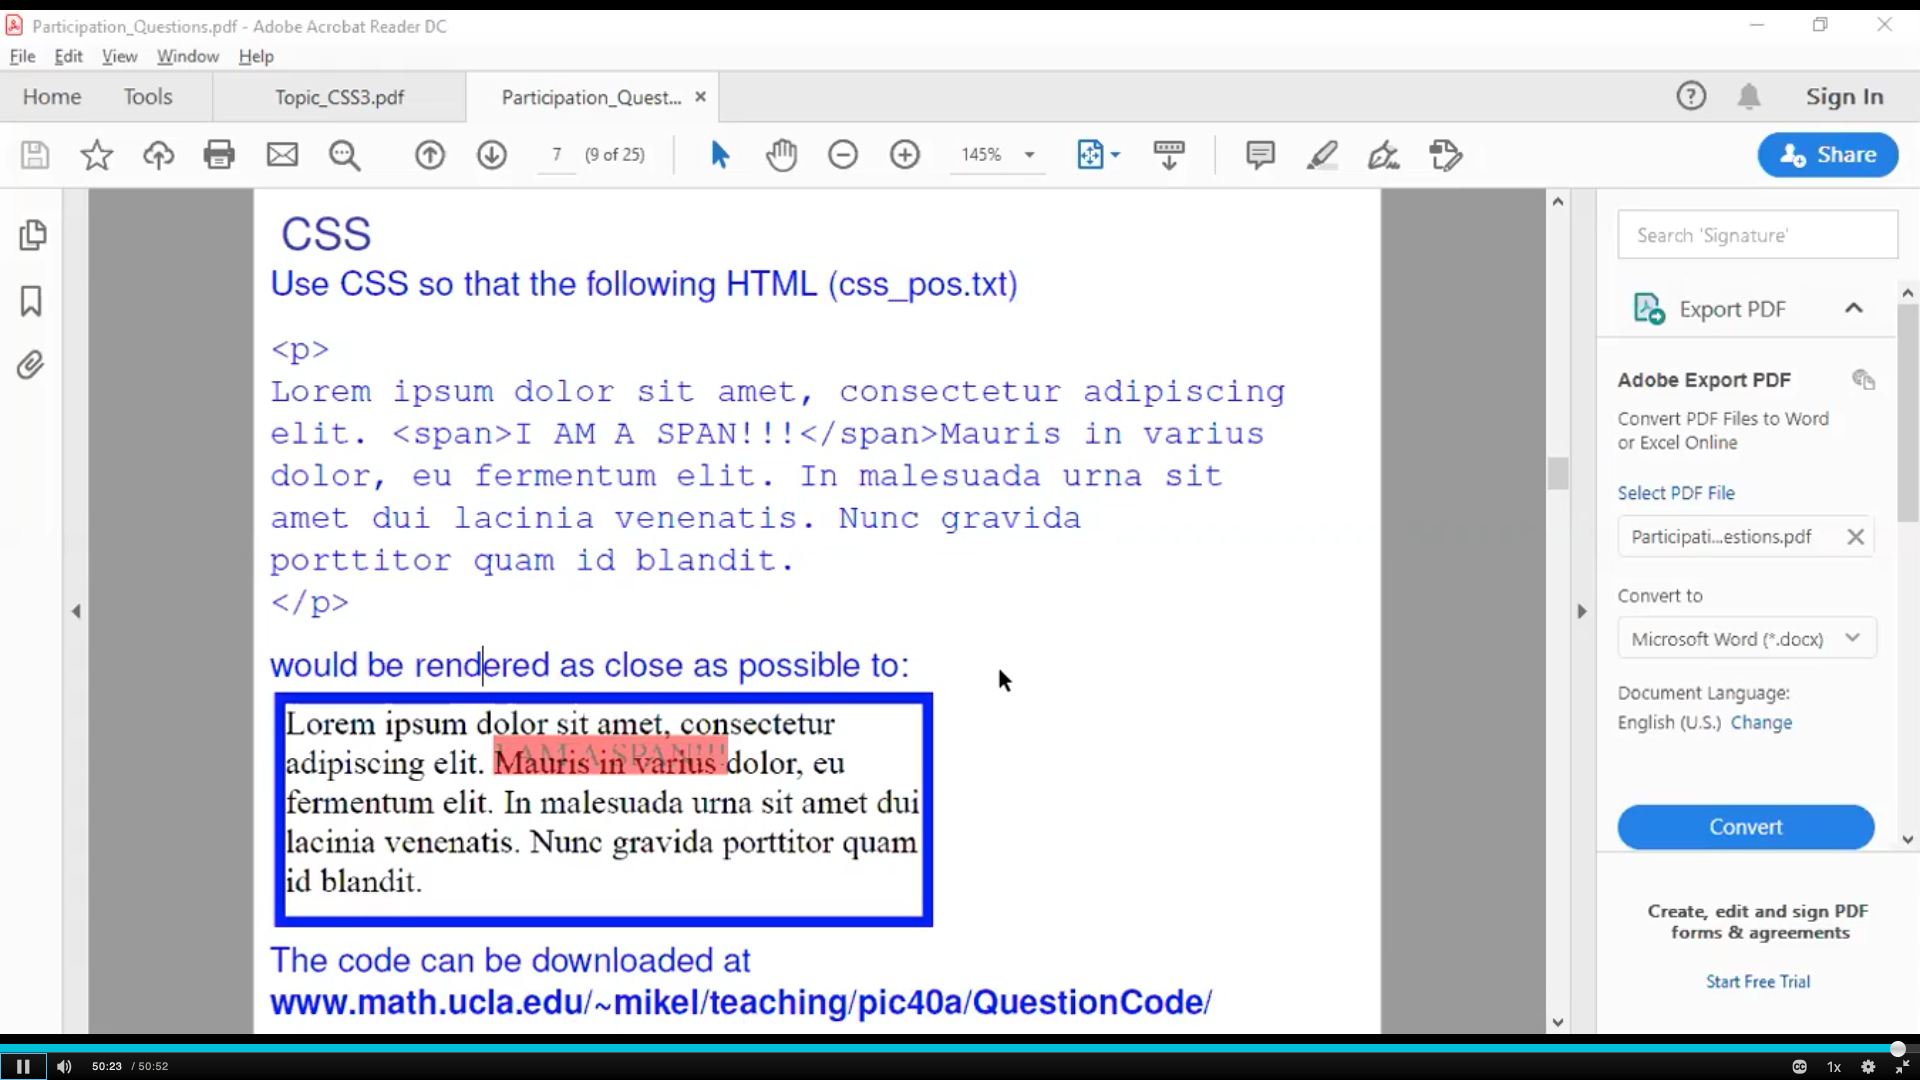 Participation_Questions.pdf - Adobe Acrobat Reader DC
File Edit View Window Help
Home Tools Topic_CSS3.pdf Participation_Quest... Sign In
7 (9 of 25) 145% Share
CSS
Use CSS so that the following HTML (css_pos.txt)
<p>
Lorem ipsum dolor sit amet, consectetur adipiscing
elit. <span>I AM A SPAN!!!</span>Mauris in varius
dolor, eu fermentum elit. In malesuada urna sit
amet dui lacinia venenatis. Nunc gravida
porttitor quam id blandit.
</p>
would be rendered as close as possible to:
Lorem ipsum dolor sit amet, consectetur
I AM A SPAN!!!
adipiscing elit. Mauris in varius dolor, eu
fermentum elit. In malesuada urna sit amet dui
lacinia venenatis. Nunc gravida porttitor quam
id blandit.
The code can be downloaded at
www.math.ucla.edu/~mikel/teaching/pic40a/QuestionCode/
Search 'Signature'
Export PDF
Adobe Export PDF
Convert PDF Files to Word
or Excel Online
Select PDF File
Participati...estions.pdf
Convert to
Microsoft Word (*.docx)
Document Language:
English (U.S.) Change
Convert
Create, edit and sign PDF
forms & agreements
Start Free Trial
50:23 / 50:52 CC 1x